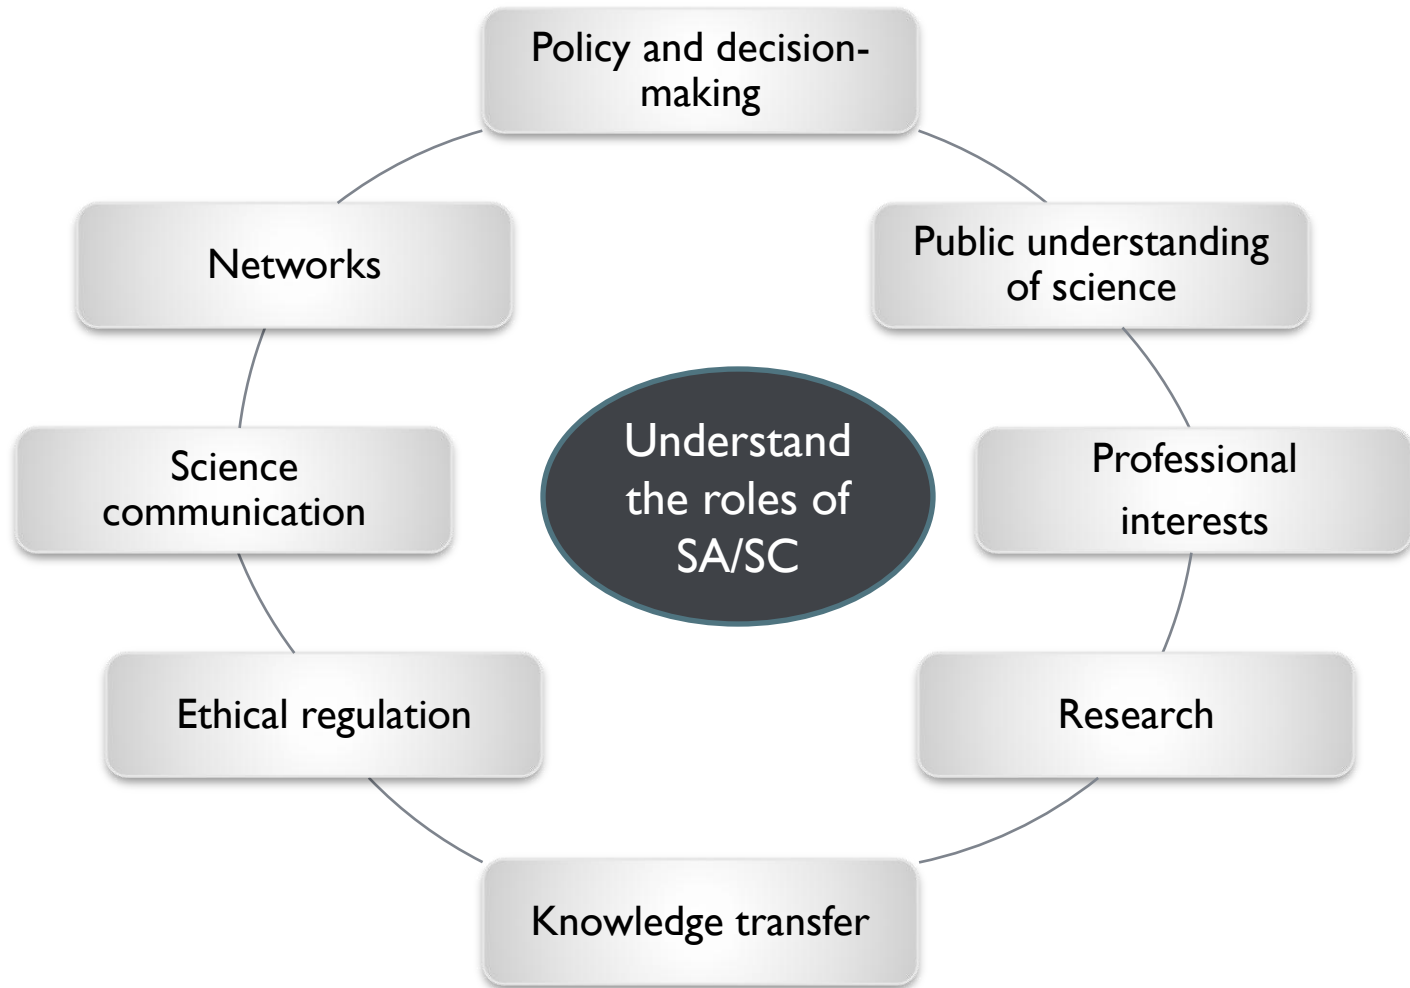 Policy and decision-
making
Networks
Public understanding
of science
Understand
the roles of
SA/SC
Science
communication
Professional
interests
Ethical regulation
Research
Knowledge transfer